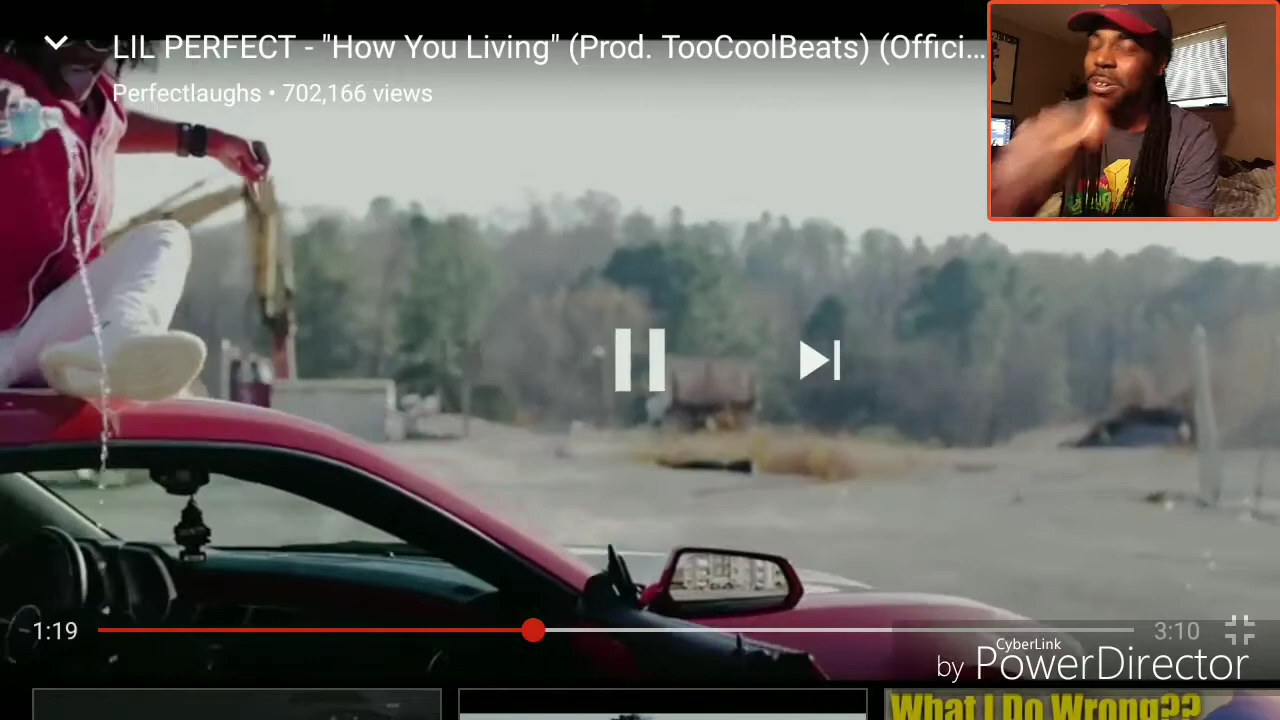 LIL PERFECT - "How You Living" (Prod. TooCoolBeats) (Offici...
Perfectlaughs • 702,166 views
1:19
3:10
CyberLink
by PowerDirector
What I Do Wrong??